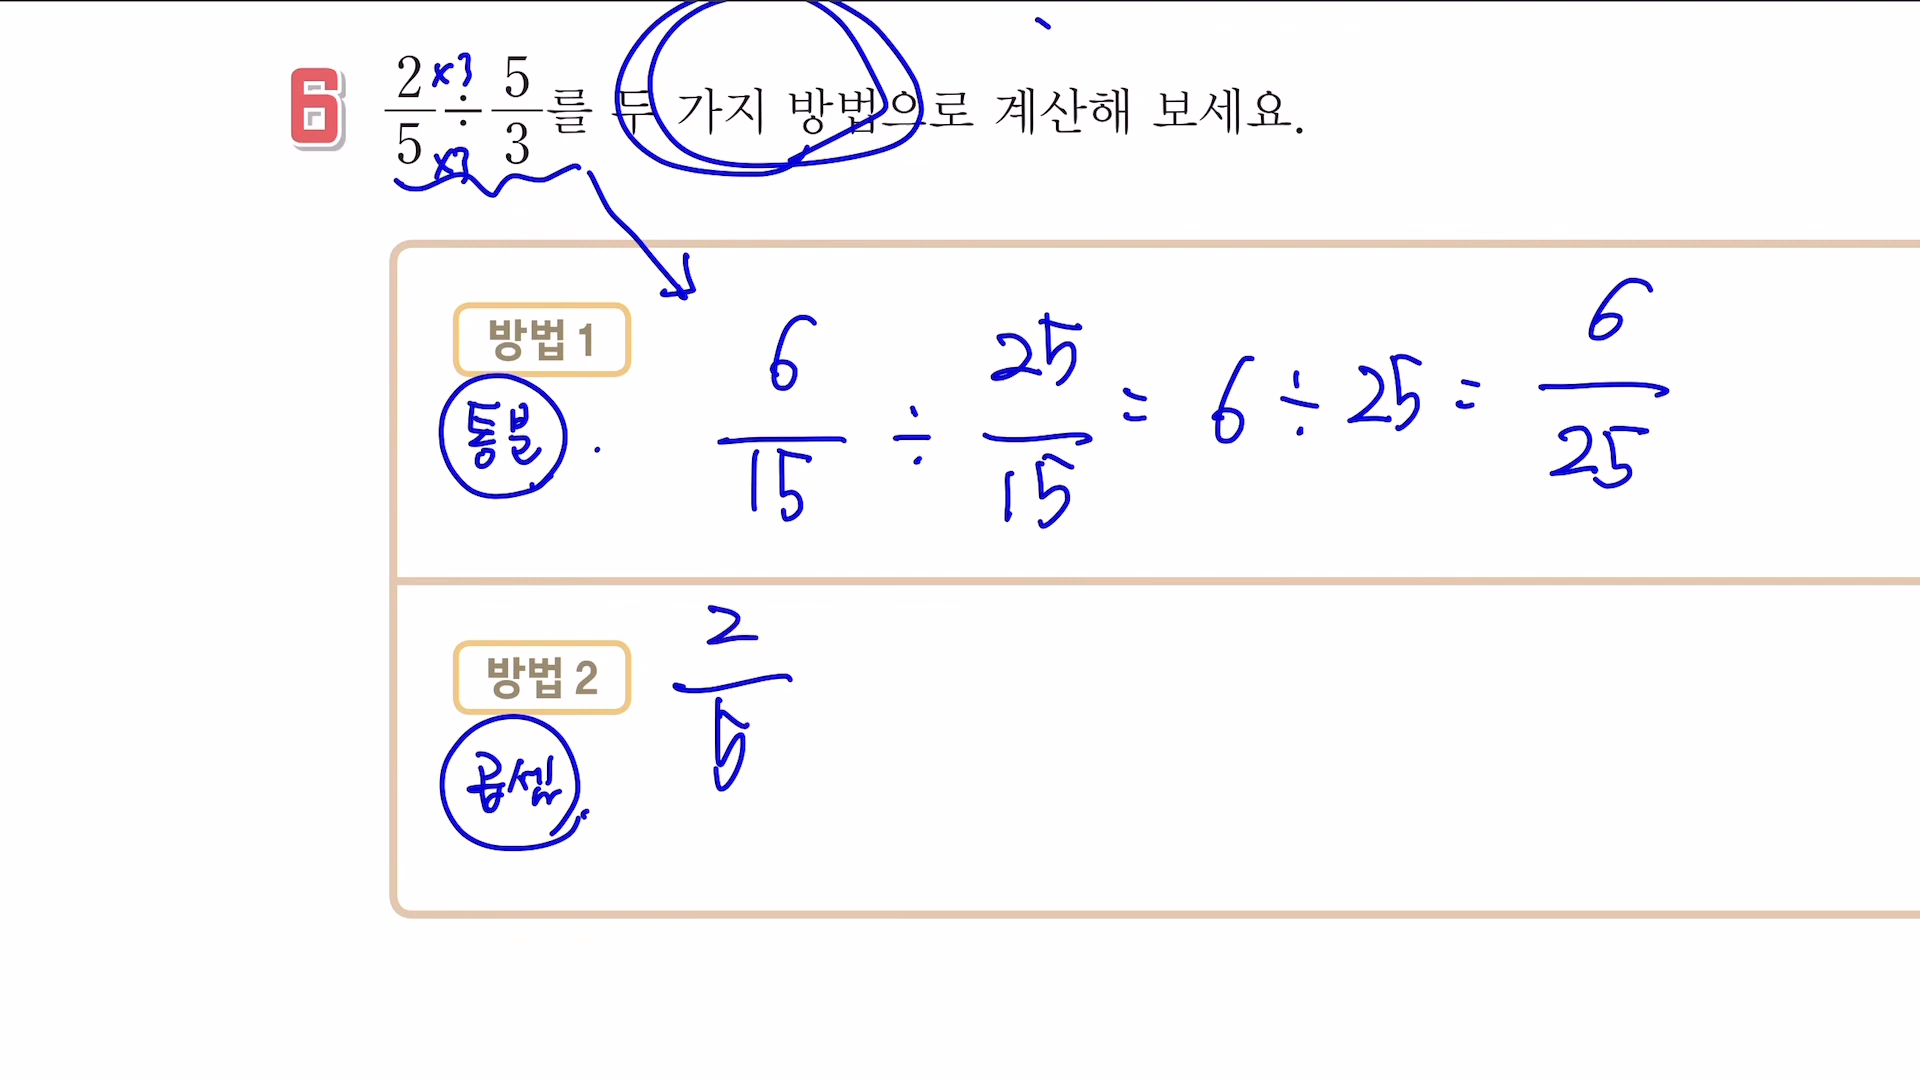 6 2/5 ÷ 5/3 를 두 가지 방법으로 계산해 보세요.
×3
×3
방법 1
통분.
6/15 ÷ 25/15 = 6 ÷ 25 = 6/25
방법 2
곱셈
2/5